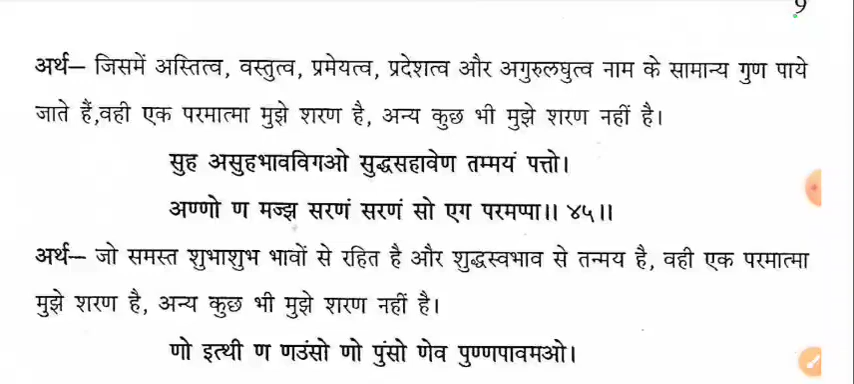 9
अर्थ— जिसमें अस्तित्व, वस्तुत्व, प्रमेयत्व, प्रदेशत्व और अगुरुलघुत्व नाम के सामान्य गुण पाये
जाते हैं,वही एक परमात्मा मुझे शरण है, अन्य कुछ भी मुझे शरण नहीं है।
सुह असुहभावविगओ सुद्धसहावेण तम्मयं पत्तो।
अण्णो ण मज्झ सरणं सरणं सो एग परमप्पा॥ ४५॥
अर्थ— जो समस्त शुभाशुभ भावों से रहित है और शुद्धस्वभाव से तन्मय है, वही एक परमात्मा
मुझे शरण है, अन्य कुछ भी मुझे शरण नहीं है।
णो इत्थी ण णउंसो णो पुंसो णेव पुण्णपावमओ।